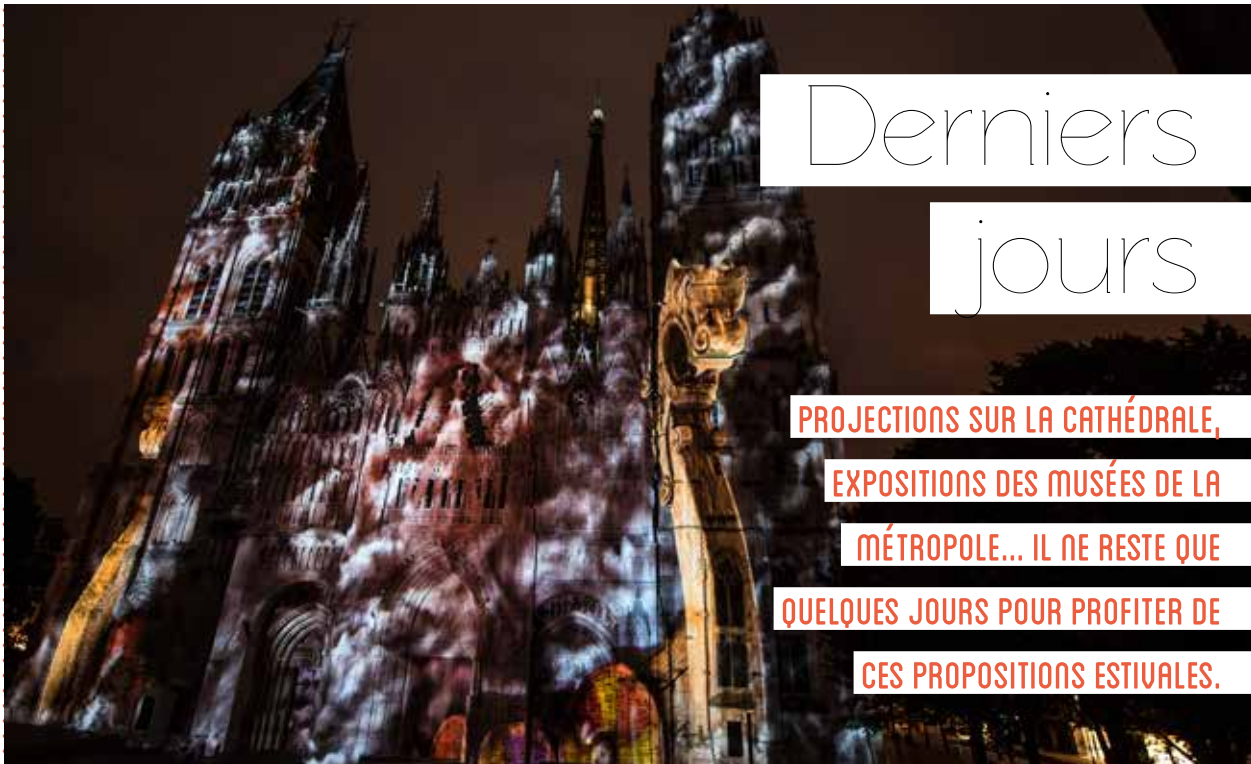 Derniers
jours
PROJECTIONS SUR LA CATHÉDRALE,
EXPOSITIONS DES MUSÉES DE LA
MÉTROPOLE... IL NE RESTE QUE
QUELQUES JOURS POUR PROFITER DE
CES PROPOSITIONS ESTIVALES.